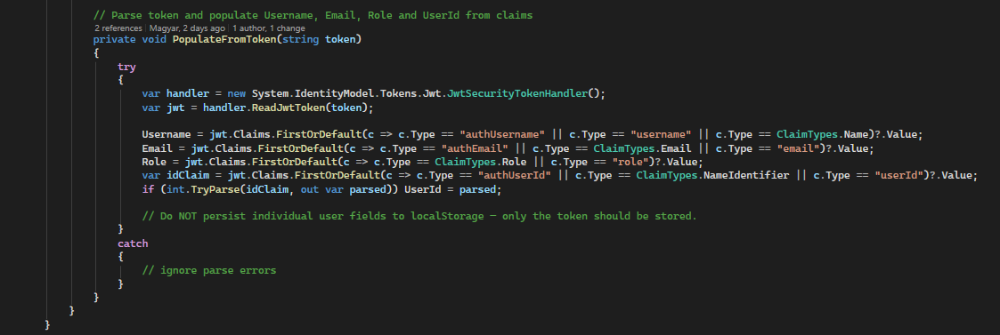 // Parse token and populate Username, Email, Role and UserId from claims
2 references | Magyar, 2 days ago | 1 author, 1 change
private void PopulateFromToken(string token)
{
try
{
var handler = new System.IdentityModel.Tokens.Jwt.JwtSecurityTokenHandler();
var jwt = handler.ReadJwtToken(token);
Username = jwt.Claims.FirstOrDefault(c => c.Type == "authUsername" || c.Type == "username" || c.Type == ClaimTypes.Name)?.Value;
Email = jwt.Claims.FirstOrDefault(c => c.Type == "authEmail" || c.Type == ClaimTypes.Email || c.Type == "email")?.Value;
Role = jwt.Claims.FirstOrDefault(c => c.Type == ClaimTypes.Role || c.Type == "role")?.Value;
var idClaim = jwt.Claims.FirstOrDefault(c => c.Type == "authUserId" || c.Type == ClaimTypes.NameIdentifier || c.Type == "userId")?.Value;
if (int.TryParse(idClaim, out var parsed)) UserId = parsed;
// Do NOT persist individual user fields to localStorage — only the token should be stored.
}
catch
{
// ignore parse errors
}
}
}
}